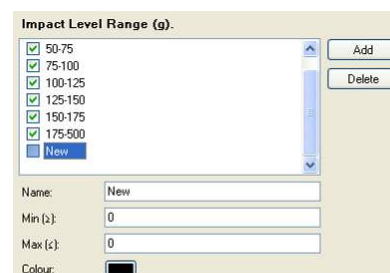 Impact Level Range (g).
50-75
75-100
100-125
125-150
150-175
175-500
New
Add
Delete
Name: New
Min (≥): 0
Max (≤): 0
Colour: